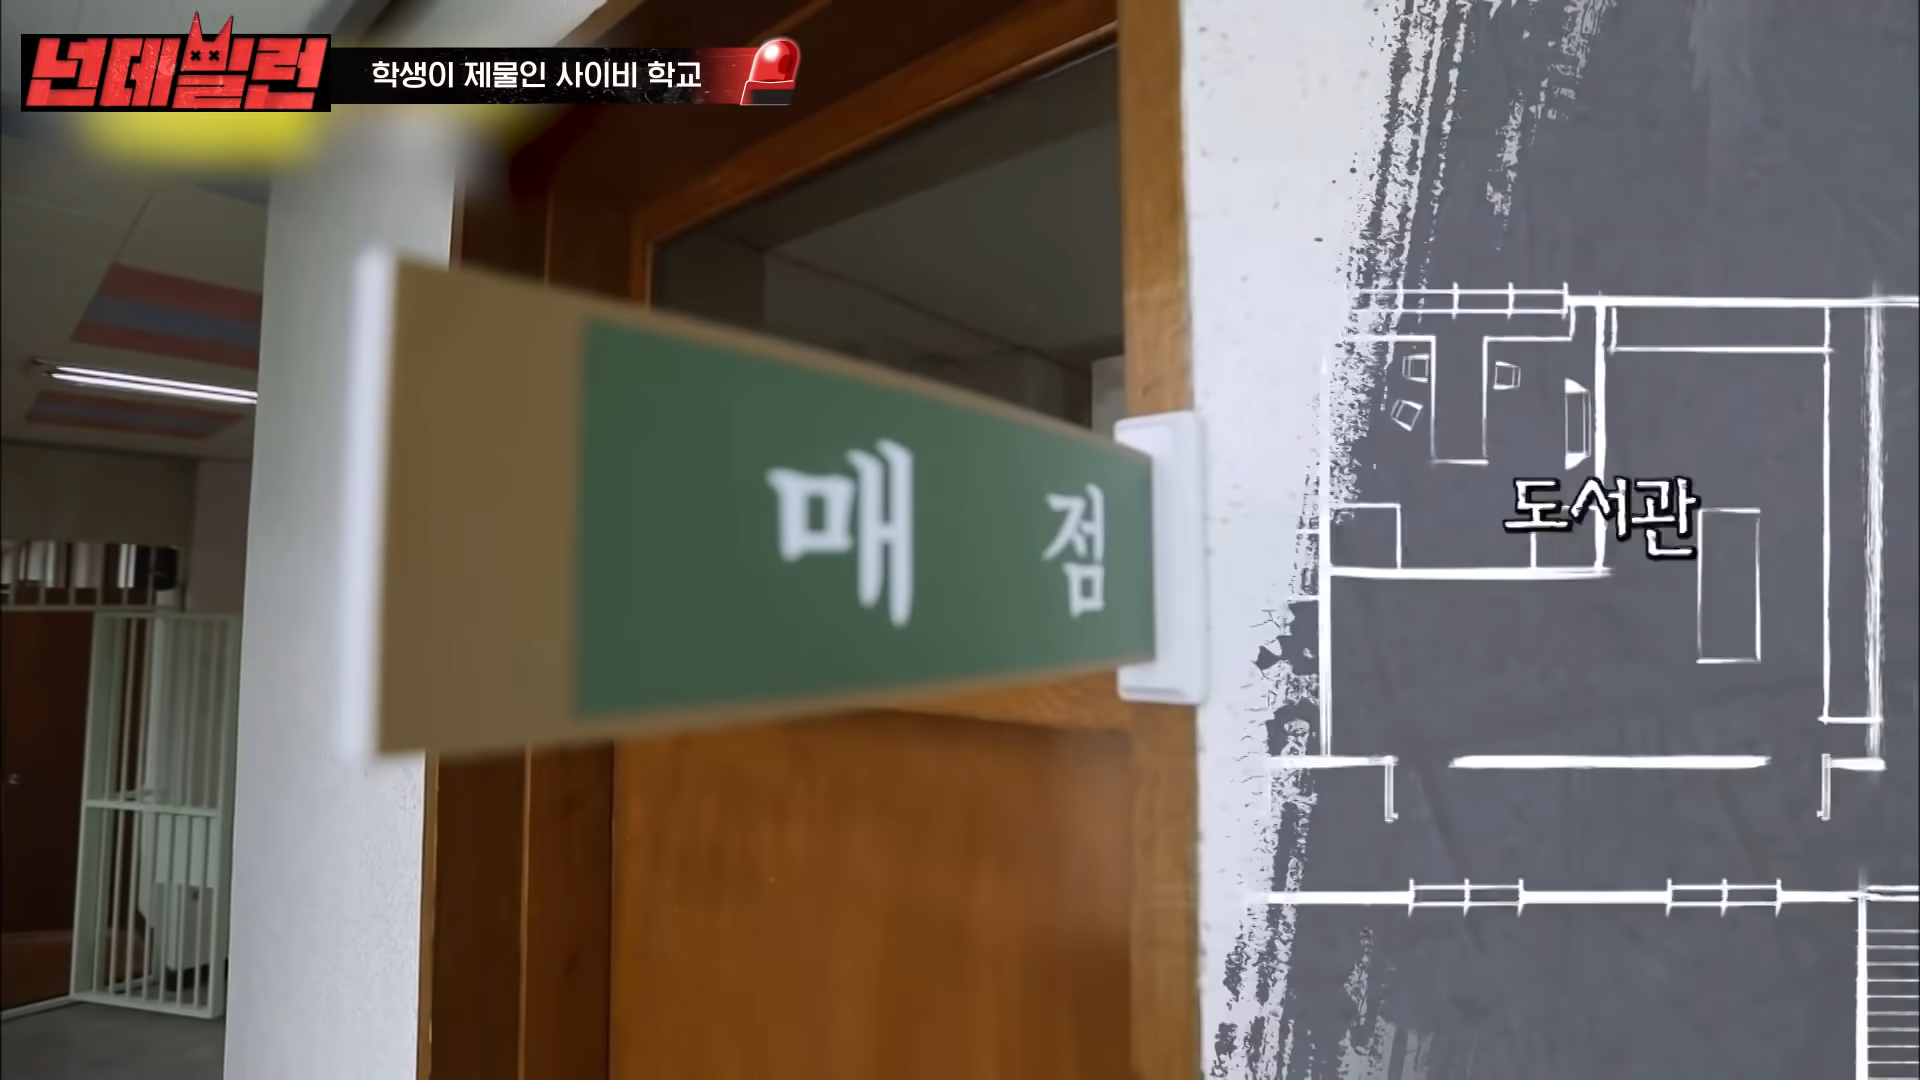 넌데빌런
학생이 제물인 사이비 학교
매 점
도서관